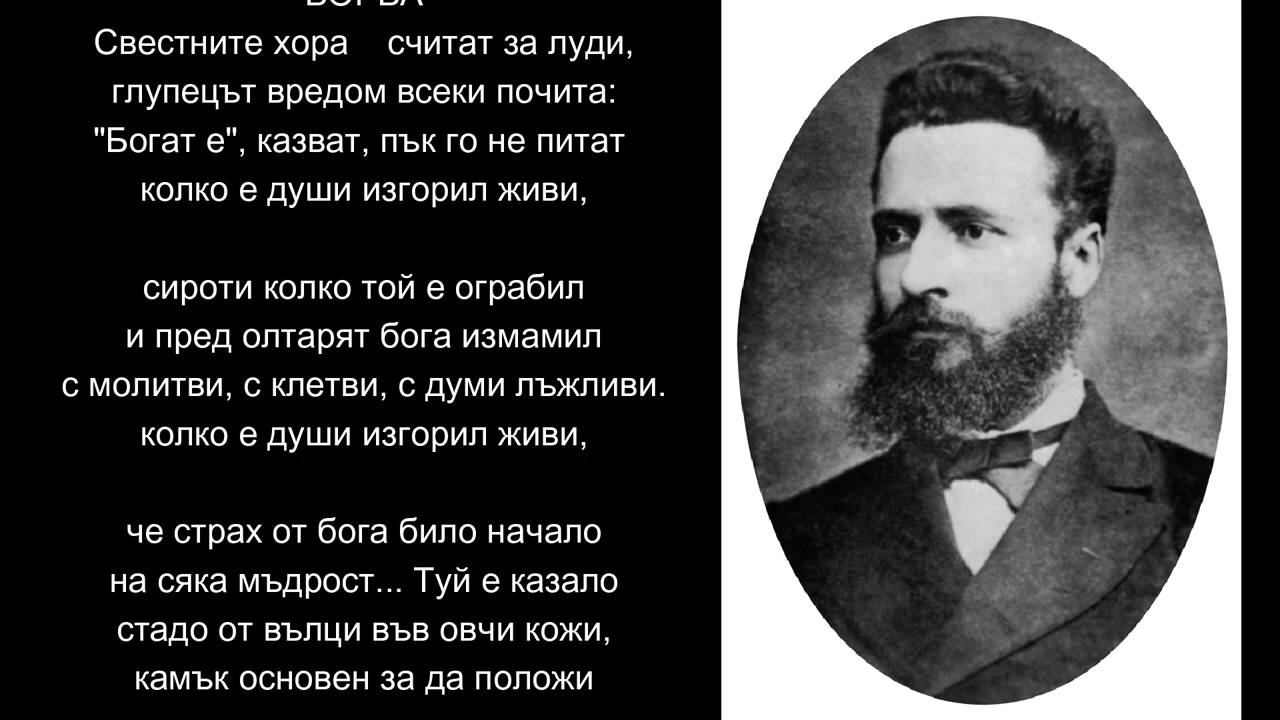 БОРБА
Свестните хора считат за луди,
глупецът вредом всеки почита:
"Богат е", казват, пък го не питат
колко е души изгорил живи,
сироти колко той е ограбил
и пред олтарят бога измамил
с молитви, с клетви, с думи лъжливи.
колко е души изгорил живи,
че страх от бога било начало
на сяка мъдрост... Туй е казало
стадо от вълци във овчи кожи,
камък основен за да положи